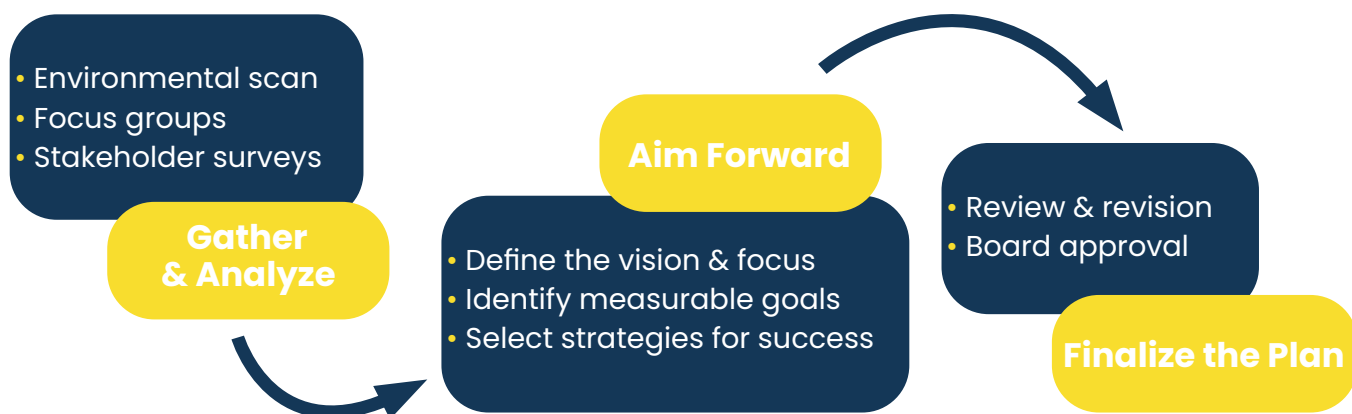 • Environmental scan
• Focus groups
• Stakeholder surveys
Gather
& Analyze
Aim Forward
• Define the vision & focus
• Identify measurable goals
• Select strategies for success
• Review & revision
• Board approval
Finalize the Plan